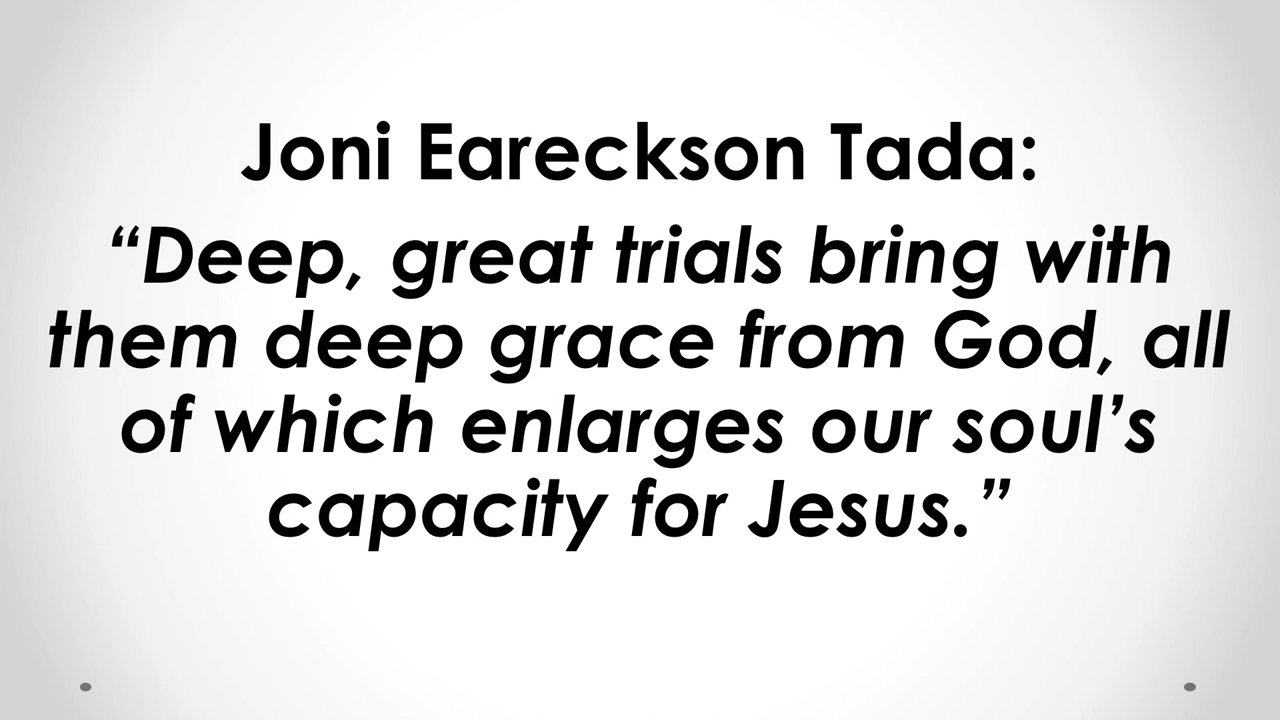 Joni Eareckson Tada:
“Deep, great trials bring with
them deep grace from God, all
of which enlarges our soul’s
capacity for Jesus.”